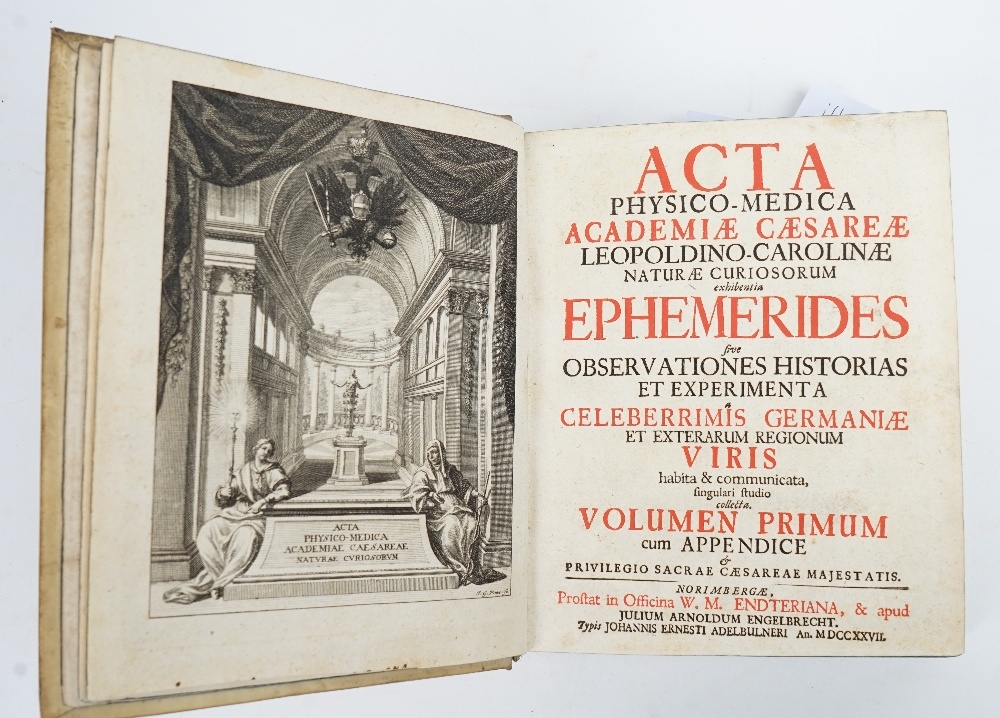 ACTA
PHYSICO-MEDICA
ACADEMIAE CAESAREAE
NATURAE CVRIOSORVM
ACTA
PHYSICO-MEDICA
ACADEMIÆ CÆSAREÆ
LEOPOLDINO-CAROLINÆ
NATURÆ CURIOSORUM
exhibentia
EPHEMERIDES
sive
OBSERVATIONES HISTORIAS
ET EXPERIMENTA
a
CELEBERRIMIS GERMANIÆ
ET EXTERARUM REGIONUM
VIRIS
habita & communicata,
singulari studio
collecta.
VOLUMEN PRIMUM
cum APPENDICE
&
PRIVILEGIO SACRAE CÆSAREAE MAJESTATIS.
NORIMBERGÆ,
Prostat in Officina W. M. ENDTERIANA, & apud
JULIUM ARNOLDUM ENGELBRECHT.
Typis JOHANNIS ERNESTI ADELBULNERI An. MDCCXXVII.